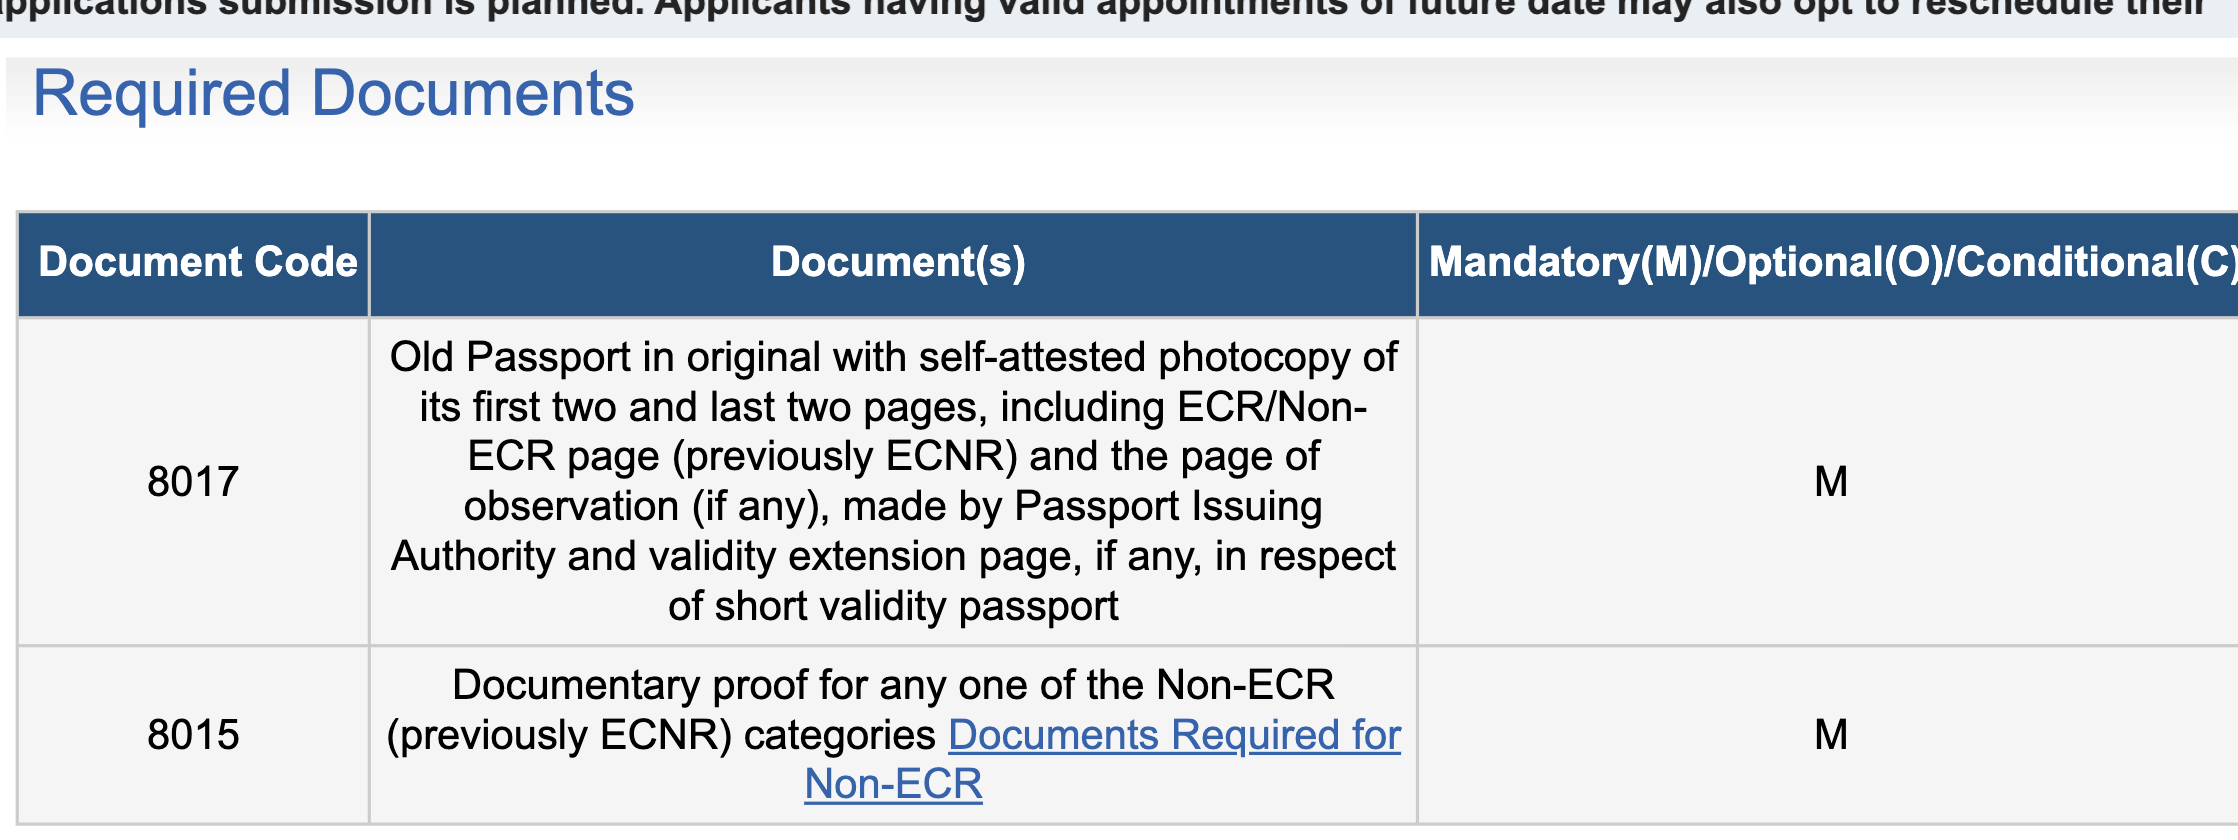 applications submission is planned. Applicants having valid appointments of future date may also opt to reschedule their
Required Documents
Document Code
Document(s)
Mandatory(M)/Optional(O)/Conditional(C)
8017
Old Passport in original with self-attested photocopy of
its first two and last two pages, including ECR/Non-
ECR page (previously ECNR) and the page of
observation (if any), made by Passport Issuing
Authority and validity extension page, if any, in respect
of short validity passport
M
8015
Documentary proof for any one of the Non-ECR
(previously ECNR) categories Documents Required for
Non-ECR
M